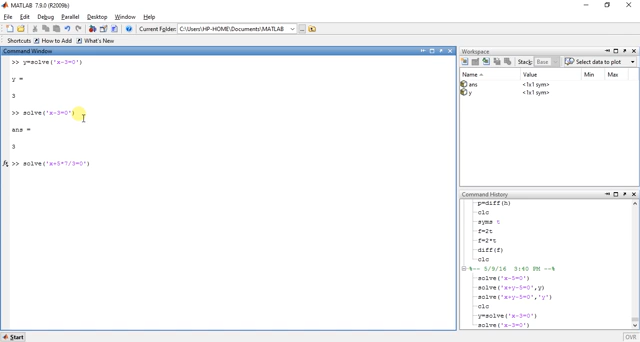 MATLAB 7.9.0 (R2009b)
File Edit Debug Parallel Desktop Window Help
Current Folder: C:\Users\HP-HOME\Documents\MATLAB
Shortcuts How to Add What's New
Command Window
>> y=solve('x-3=0')
y =
3
>> solve('x-3=0')
ans =
3
>> solve('x+5*7/3=0')
Workspace
Stack: Base Select data to plot
Name Value Min Max
ans <1x1 sym>
y <1x1 sym>
Command History
p=diff(h)
clc
syms t
f=2t
f=2*t
diff(f)
clc
%-- 5/9/16 3:40 PM --%
solve('x-5=0')
solve('x+y-5=0',y)
solve('x+y-5=0','y')
clc
y=solve('x-3=0')
solve('x-3=0')
Start
OVR